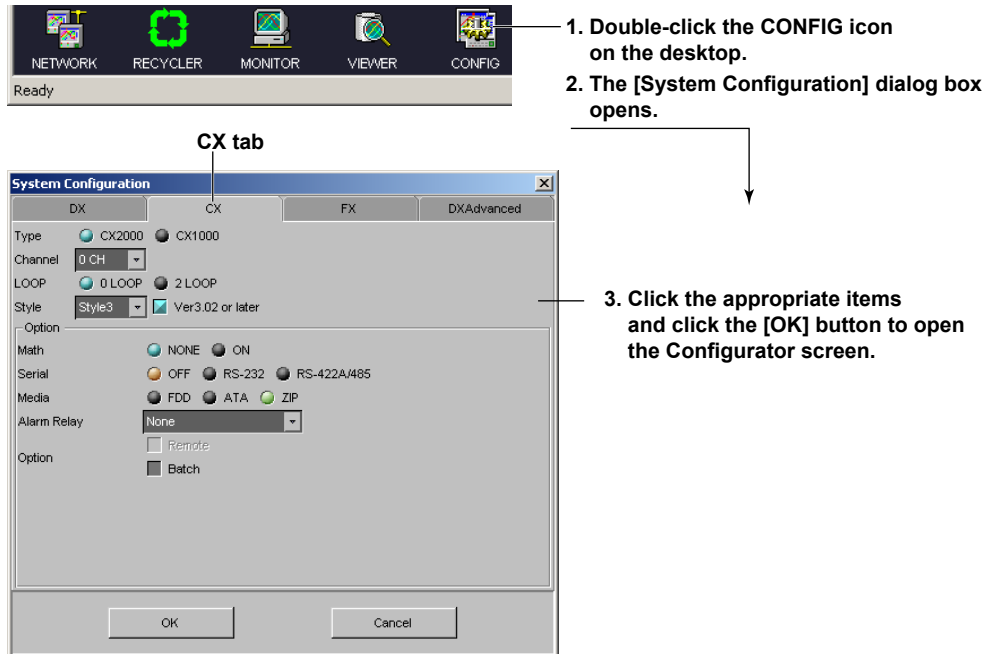 NETWORK RECYCLER MONITOR VIEWER CONFIG
Ready
1. Double-click the CONFIG icon
on the desktop.
2. The [System Configuration] dialog box
opens.
CX tab
System Configuration
DX CX FX DXAdvanced
Type CX2000 CX1000
Channel 0 CH
LOOP 0 LOOP 2 LOOP
Style Style3 Ver3.02 or later
Option
Math NONE ON
Serial OFF RS-232 RS-422A/485
Media FDD ATA ZIP
Alarm Relay None
Option Remote
Batch
OK Cancel
3. Click the appropriate items
and click the [OK] button to open
the Configurator screen.